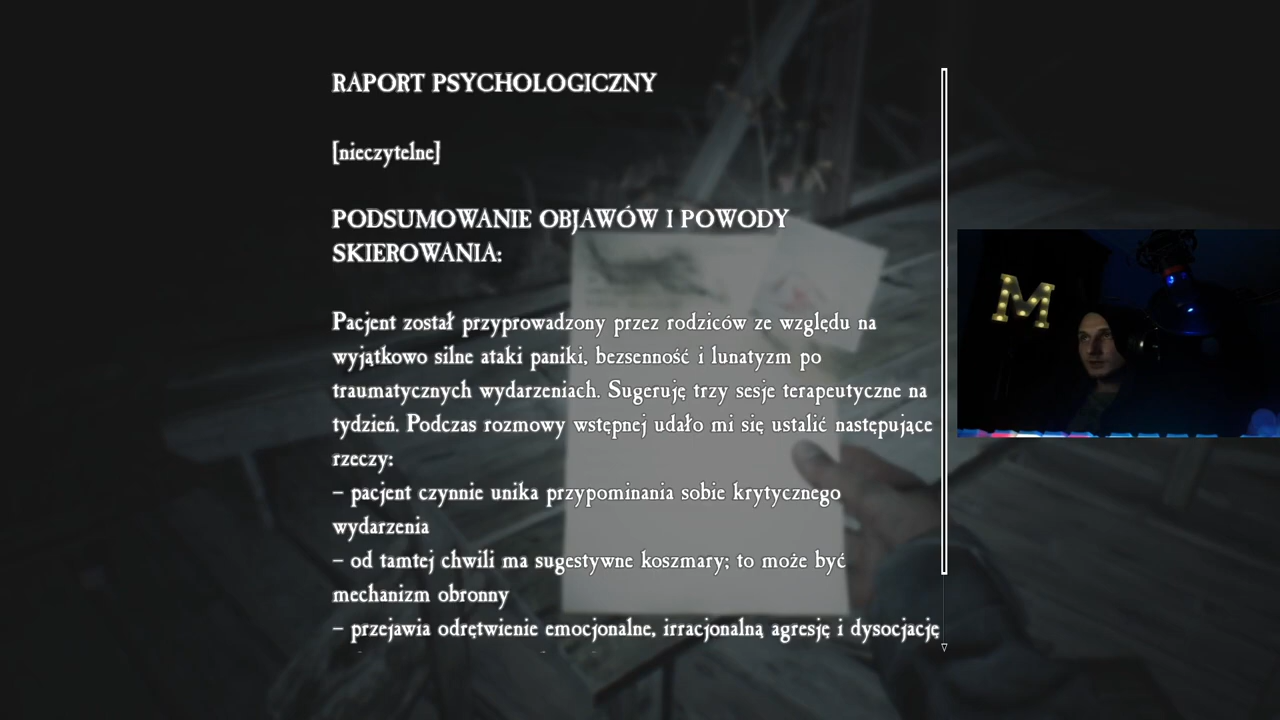 RAPORT PSYCHOLOGICZNY
[nieczytelne]
PODSUMOWANIE OBJAWÓW I POWODY
SKIEROWANIA:
Pacjent został przyprowadzony przez rodziców ze względu na
wyjątkowo silne ataki paniki, bezsenność i lunatyzm po
traumatycznych wydarzeniach. Sugeruję trzy sesje terapeutyczne na
tydzień. Podczas rozmowy wstępnej udało mi się ustalić następujące
rzeczy:
– pacjent czynnie unika przypominania sobie krytycznego
wydarzenia
– od tamtej chwili ma sugestywne koszmary; to może być
mechanizm obronny
– przejawia odrętwienie emocjonalne, irracjonalną agresję i dysocjację
M